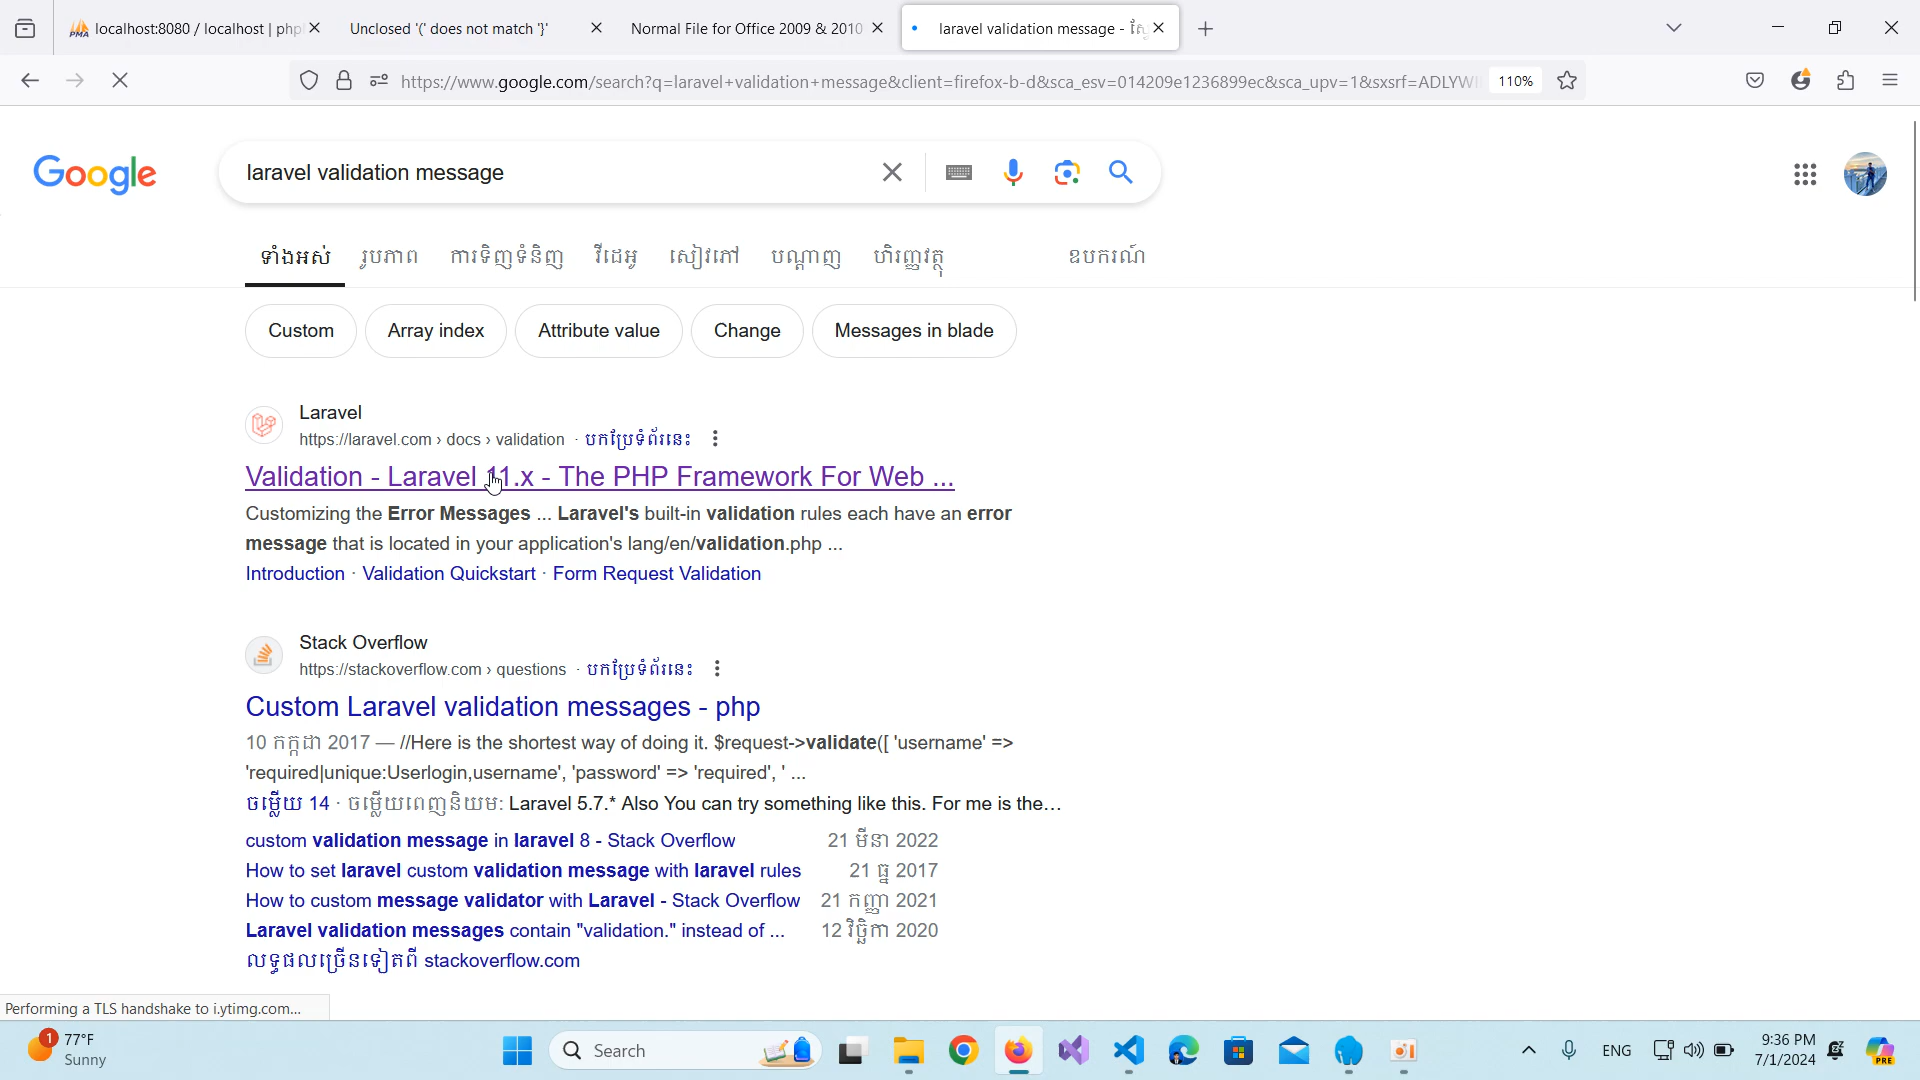 PMA localhost:8080 / localhost | php
Unclosed '(' does not match '}'
Normal File for Office 2009 & 2010
laravel validation message -
https://www.google.com/search?q=laravel+validation+message&client=firefox-b-d&sca_esv=014209e1236899ec&sca_upv=1&sxsrf=ADLYWI
110%
Google
laravel validation message
ទាំងអស់ រូបភាព ការទិញទំនិញ វីដេអូ សៀវភៅ បណ្ដាញ ហិរញ្ញវត្ថុ ឧបករណ៍
Custom Array index Attribute value Change Messages in blade
Laravel
https://laravel.com › docs › validation · បកប្រែទំព័រនេះ
Validation - Laravel 11.x - The PHP Framework For Web ...
Customizing the Error Messages ... Laravel's built-in validation rules each have an error
message that is located in your application's lang/en/validation.php ...
Introduction · Validation Quickstart · Form Request Validation
Stack Overflow
https://stackoverflow.com › questions · បកប្រែទំព័រនេះ
Custom Laravel validation messages - php
10 កក្កដា 2017 — //Here is the shortest way of doing it. $request->validate([ 'username' =>
'required|unique:Userlogin,username', 'password' => 'required', ' ...
ចម្លើយ 14 · ចម្លើយពេញនិយម: Laravel 5.7.* Also You can try something like this. For me is the…
custom validation message in laravel 8 - Stack Overflow 21 មីនា 2022
How to set laravel custom validation message with laravel rules 21 ធ្នូ 2017
How to custom message validator with Laravel - Stack Overflow 21 កញ្ញា 2021
Laravel validation messages contain "validation." instead of ... 12 វិច្ឆិកា 2020
លទ្ធផលច្រើនទៀតពី stackoverflow.com
Performing a TLS handshake to i.ytimg.com...
1
77°F
Sunny
Search
ENG
9:36 PM
7/1/2024
PRE